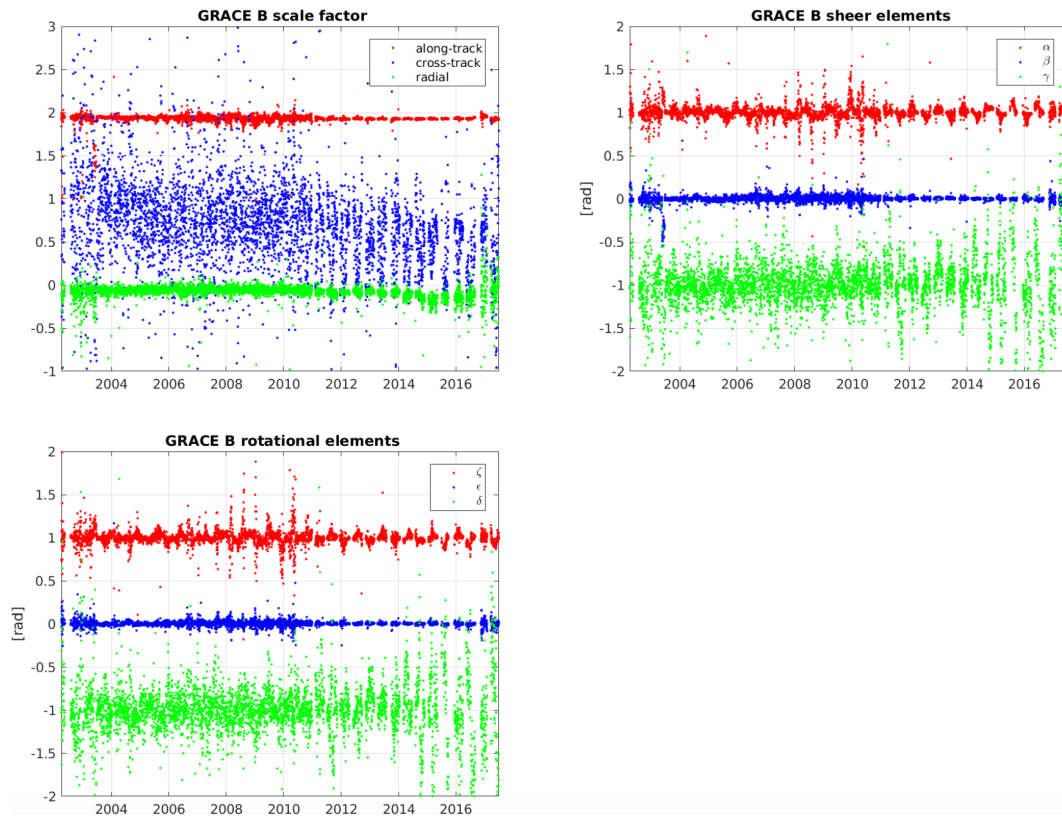 GRACE B scale factor
3
2.5
2
1.5
1
0.5
0
-0.5
-1
along-track
cross-track
radial
2004 2006 2008 2010 2012 2014 2016
GRACE B sheer elements
2
1.5
1
0.5
0
-0.5
-1
-1.5
-2
[rad]
α
β
γ
2004 2006 2008 2010 2012 2014 2016
GRACE B rotational elements
2
1.5
1
0.5
0
-0.5
-1
-1.5
-2
[rad]
ζ
ϵ
δ
2004 2006 2008 2010 2012 2014 2016